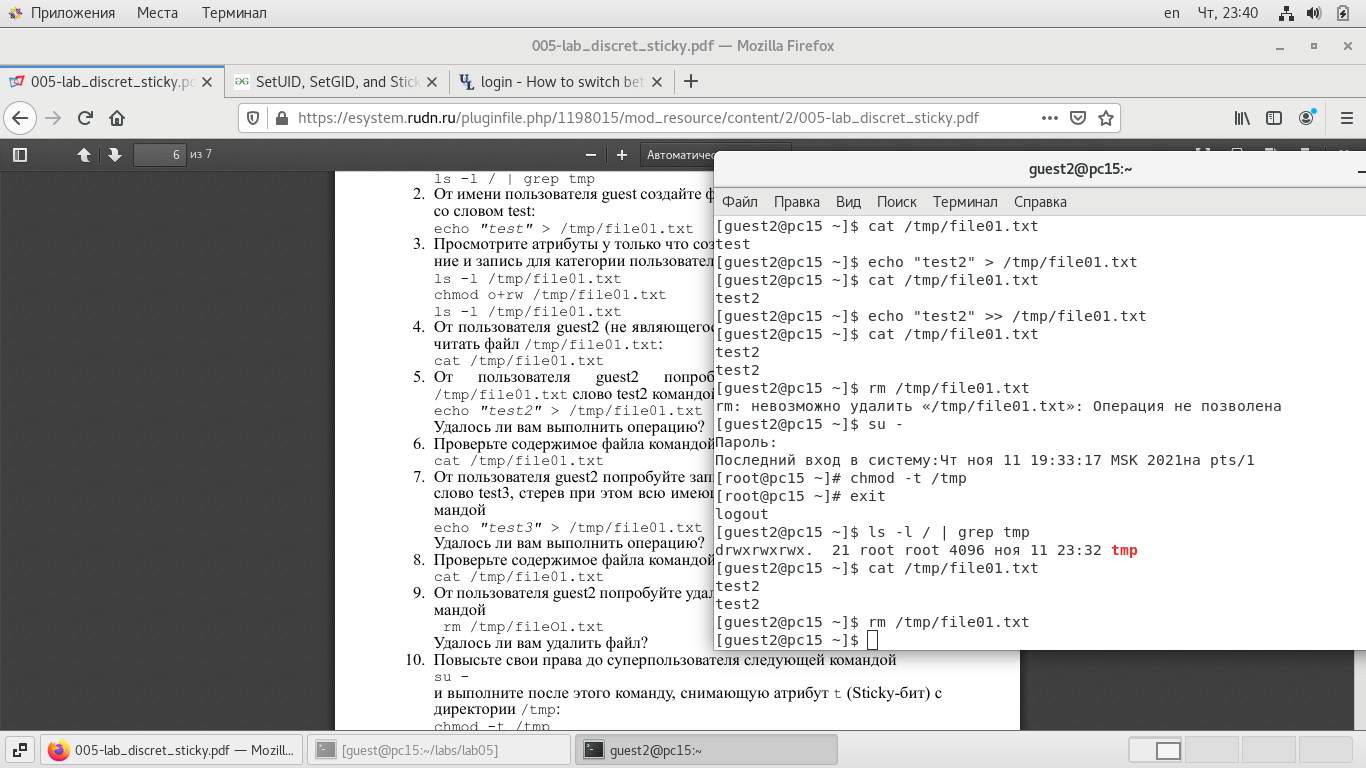 Приложения Места Терминал en Чт, 23:40
005-lab_discret_sticky.pdf — Mozilla Firefox
005-lab_discret_sticky.pd SetUID, SetGID, and Stick login - How to switch bet
https://esystem.rudn.ru/pluginfile.php/1198015/mod_resource/content/2/005-lab_discret_sticky.pdf
6 из 7 Автоматичес
ls -l / | grep tmp
2. От имени пользователя guest создайте ф
со словом test:
echo "test" > /tmp/file01.txt
3. Просмотрите атрибуты у только что соз
ние и запись для категории пользовател
ls -l /tmp/file01.txt
chmod o+rw /tmp/file01.txt
ls -l /tmp/file01.txt
4. От пользователя guest2 (не являющегос
читать файл /tmp/file01.txt:
cat /tmp/file01.txt
5. От пользователя guest2 попроб
/tmp/file01.txt слово test2 командой
echo "test2" > /tmp/file01.txt
Удалось ли вам выполнить операцию?
6. Проверьте содержимое файла командой
cat /tmp/file01.txt
7. От пользователя guest2 попробуйте зап
слово test3, стерев при этом всю имеющ
мандой
echo "test3" > /tmp/file01.txt
Удалось ли вам выполнить операцию?
8. Проверьте содержимое файла командой
cat /tmp/file01.txt
9. От пользователя guest2 попробуйте удал
мандой
rm /tmp/fileOl.txt
Удалось ли вам удалить файл?
10. Повысьте свои права до суперпользователя следующей командой
su -
и выполните после этого команду, снимающую атрибут t (Sticky-бит) с
директории /tmp:
chmod -t /tmp
guest2@pc15:~
Файл Правка Вид Поиск Терминал Справка
[guest2@pc15 ~]$ cat /tmp/file01.txt
test
[guest2@pc15 ~]$ echo "test2" > /tmp/file01.txt
[guest2@pc15 ~]$ cat /tmp/file01.txt
test2
[guest2@pc15 ~]$ echo "test2" >> /tmp/file01.txt
[guest2@pc15 ~]$ cat /tmp/file01.txt
test2
test2
[guest2@pc15 ~]$ rm /tmp/file01.txt
rm: невозможно удалить «/tmp/file01.txt»: Операция не позволена
[guest2@pc15 ~]$ su -
Пароль:
Последний вход в систему:Чт ноя 11 19:33:17 MSK 2021на pts/1
[root@pc15 ~]# chmod -t /tmp
[root@pc15 ~]# exit
logout
[guest2@pc15 ~]$ ls -l / | grep tmp
drwxrwxrwx.  21 root root 4096 ноя 11 23:32 tmp
[guest2@pc15 ~]$ cat /tmp/file01.txt
test2
test2
[guest2@pc15 ~]$ rm /tmp/file01.txt
[guest2@pc15 ~]$
005-lab_discret_sticky.pdf — Mozill... [guest@pc15:~/labs/lab05] guest2@pc15:~